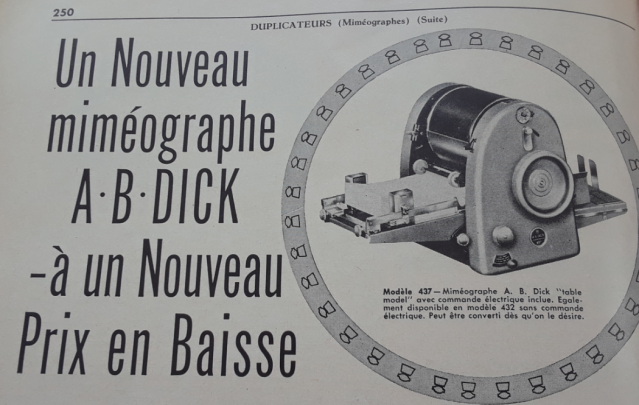 250
DUPLICATEURS (Miméographes) (Suite)
Un Nouveau
miméographe
A·B·DICK
-à un Nouveau
Prix en Baisse
Modèle 437—Miméographe A. B. Dick "table
model" avec commande électrique inclue. Egale-
ment disponible en modèle 432 sans commande
électrique. Peut être converti dès qu'on le désire.